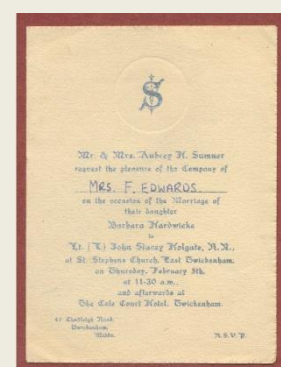 S
Mr. & Mrs. Aubrey H. Sumner
request the pleasure of the Company of
MRS. F. EDWARDS
on the occasion of the Marriage of
their daughter
Barbara Hardwicke
to
Lt. (L) John Stacey Holgate, R.N.,
at St. Stephens Church, East Twickenham,
on Thursday, February 5th,
at 11-30 a.m.,
and afterwards at
The Cole Court Hotel, Twickenham.
Road,
Twickenham,
Middx.
R.S.V.P.